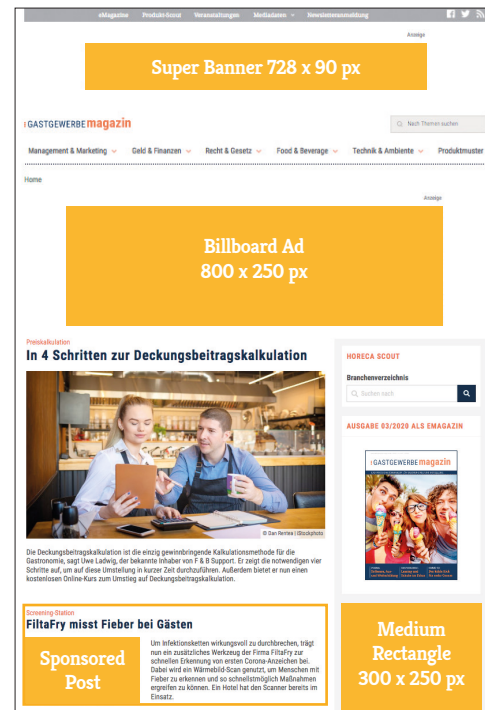 eMagazine Produkt-Scout Veranstaltungen Mediadaten Newsletteranmeldung
Anzeige
Super Banner 728 x 90 px
GASTGEWERBE magazin
Nach Themen suchen
Management & Marketing Geld & Finanzen Recht & Gesetz Food & Beverage Technik & Ambiente Produktmuster
Home
Anzeige
Billboard Ad
800 x 250 px
Preiskalkulation
In 4 Schritten zur Deckungsbeitragskalkulation
© Dan Rentea | iStockphoto
Die Deckungsbeitragskalkulation ist die einzig gewinnbringende Kalkulationsmethode für die
Gastronomie, sagt Uwe Ladwig, der bekannte Inhaber von F & B Support. Er zeigt die notwendigen vier
Schritte auf, um auf diese Umstellung in kurzer Zeit durchzuführen. Außerdem bietet er nun einen
kostenlosen Online-Kurs zum Umstieg auf Deckungsbeitragskalkulation.
HORECA SCOUT
Branchenverzeichnis
Suchen nach
AUSGABE 03/2020 ALS EMAGAZIN
GASTGEWERBE magazin
Screening-Station
FiltaFry misst Fieber bei Gästen
Sponsored
Post
Um Infektionsketten wirkungsvoll zu durchbrechen, trägt
nun ein zusätzliches Werkzeug der Firma FiltaFry zur
schnellen Erkennung von ersten Corona-Anzeichen bei.
Dabei wird ein Wärmebild-Scan genutzt, um Menschen mit
Fieber zu erkennen und so schnellstmöglich Maßnahmen
ergreifen zu können. Ein Hotel hat den Scanner bereits im
Einsatz.
Medium
Rectangle
300 x 250 px